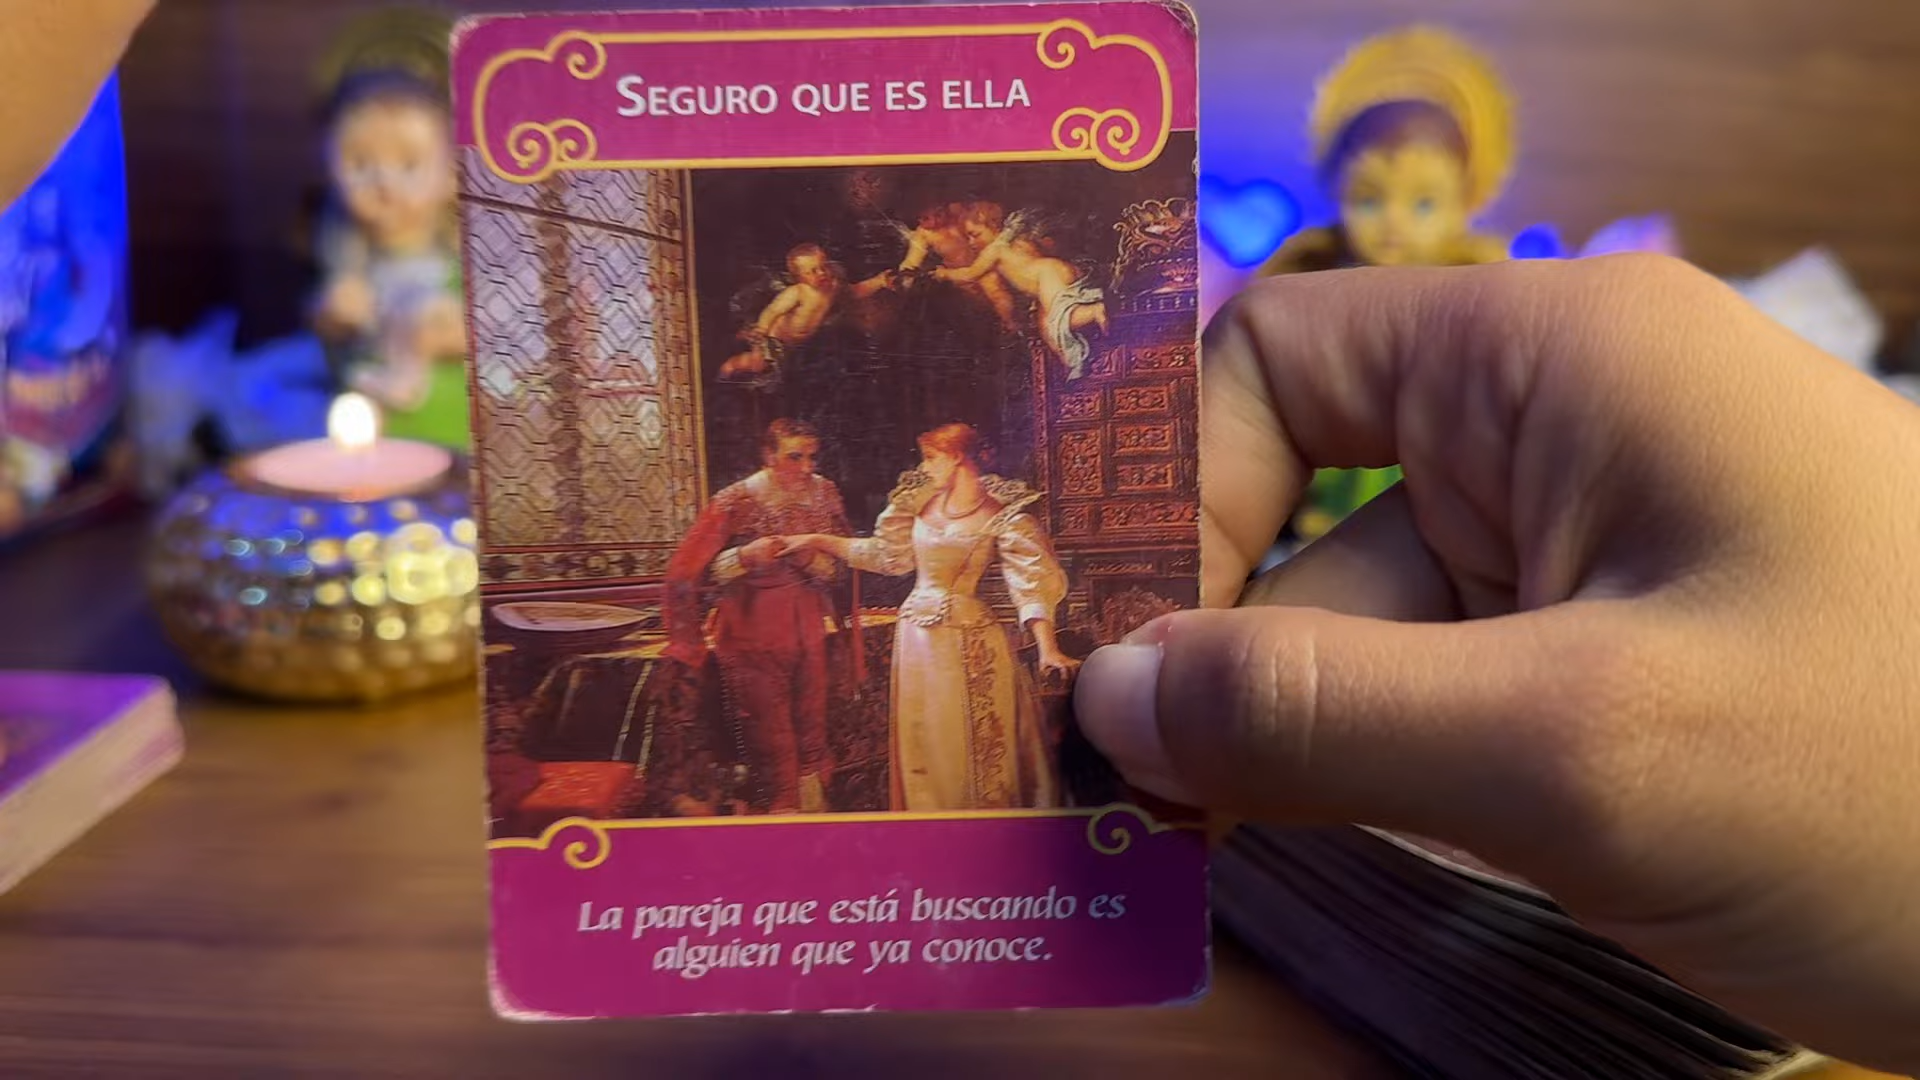 SEGURO QUE ES ELLA
La pareja que está buscando es
alguien que ya conoce.